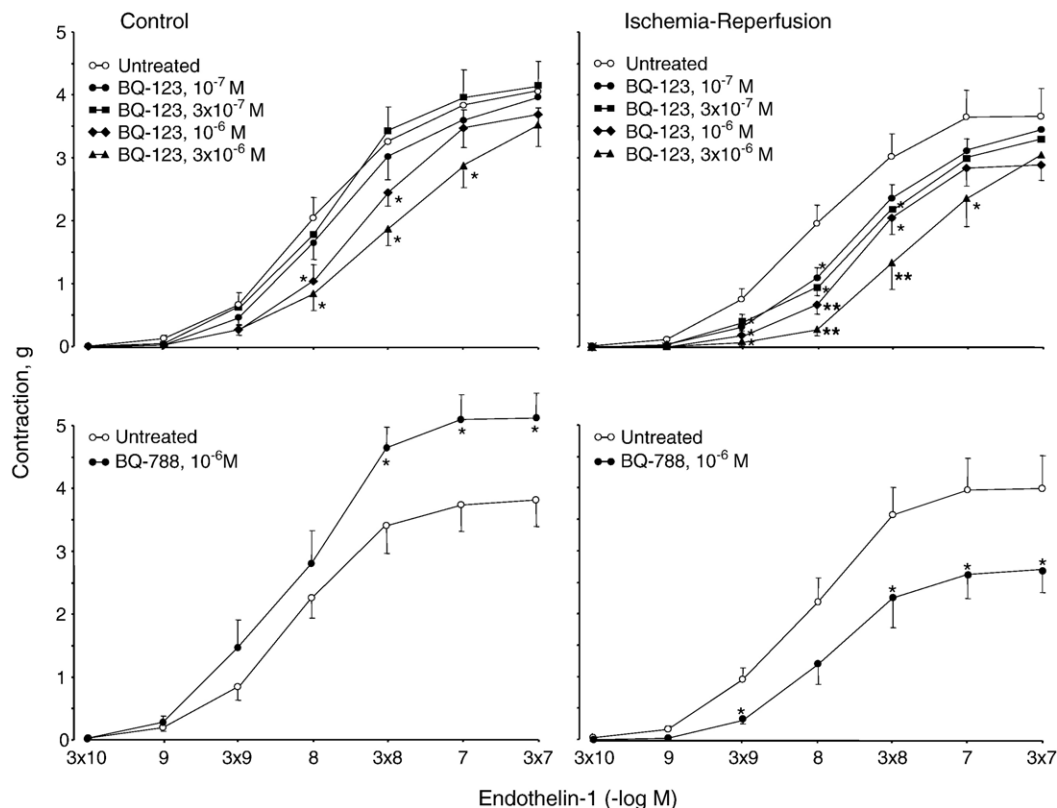 Control
Untreated
BQ-123, 10⁻⁷ M
BQ-123, 3x10⁻⁷ M
BQ-123, 10⁻⁶ M
BQ-123, 3x10⁻⁶ M
5
4
3
2
1
0
* * * * *
Ischemia-Reperfusion
Untreated
BQ-123, 10⁻⁷ M
BQ-123, 3x10⁻⁷ M
BQ-123, 10⁻⁶ M
BQ-123, 3x10⁻⁶ M
* * * * * * * * ** ** **
Contraction, g
Untreated
BQ-788, 10⁻⁶M
5
4
3
2
1
0
* * *
3x10 9 3x9 8 3x8 7 3x7
Untreated
BQ-788, 10⁻⁶ M
* * * *
3x10 9 3x9 8 3x8 7 3x7
Endothelin-1 (-log M)